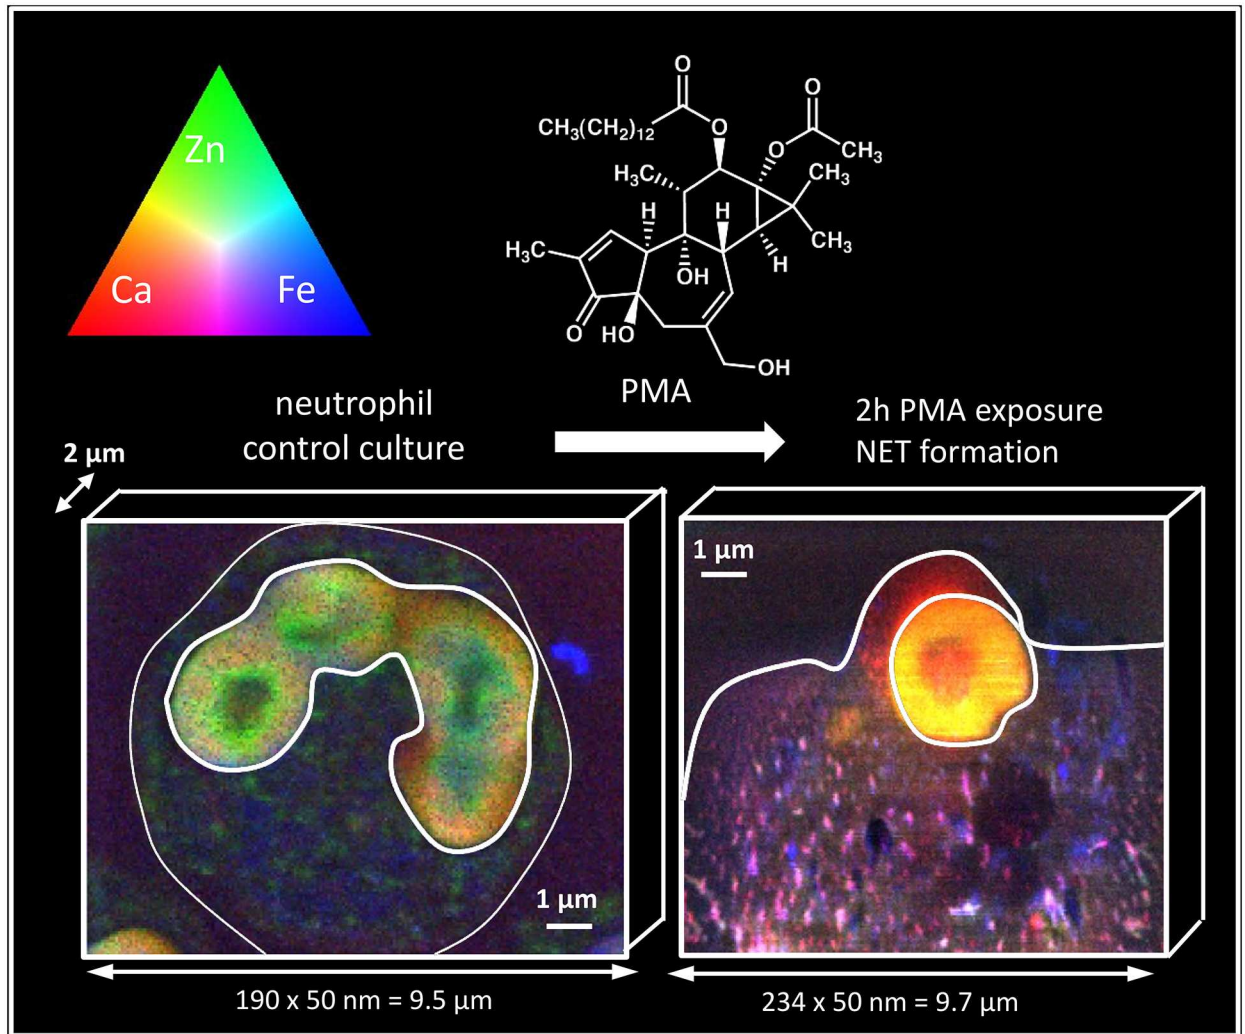 Zn
Ca
Fe
O
O
CH₃(CH₂)₁₂
O
O
CH₃
H₃C
CH₃
H
H
H₃C
CH₃
H
OH
O
HO
OH
PMA
neutrophil
control culture
2h PMA exposure
NET formation
2 µm
1 µm
1 µm
190 x 50 nm = 9.5 µm
234 x 50 nm = 9.7 µm